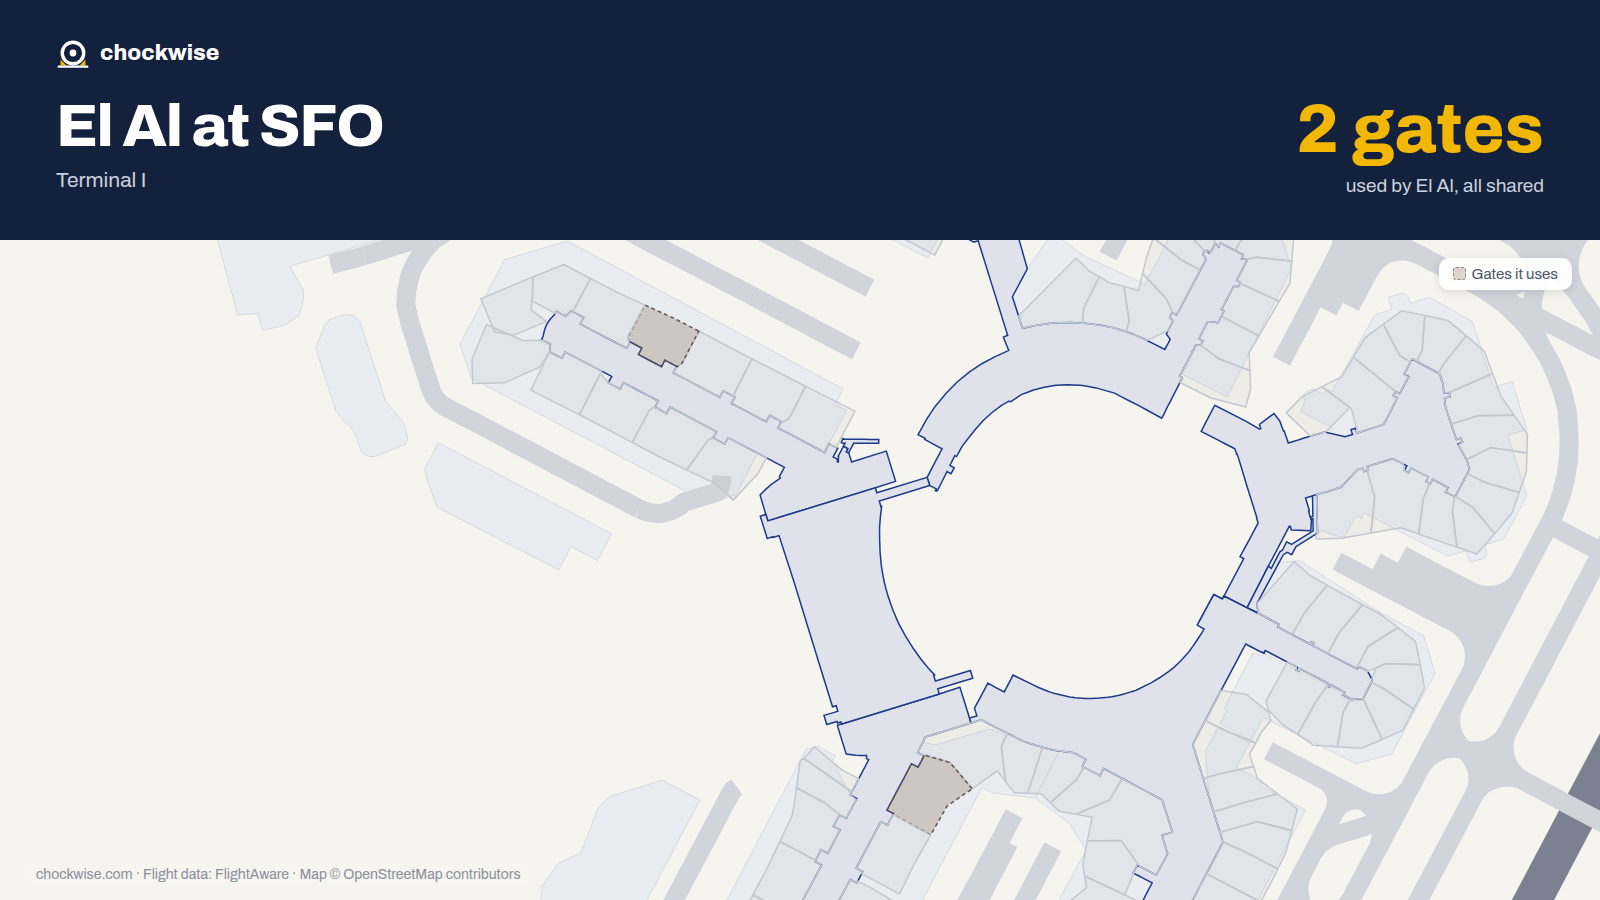 chockwise
El Al at SFO
Terminal I
2 gates
used by El Al, all shared
Gates it uses
chockwise.com · Flight data: FlightAware · Map © OpenStreetMap contributors